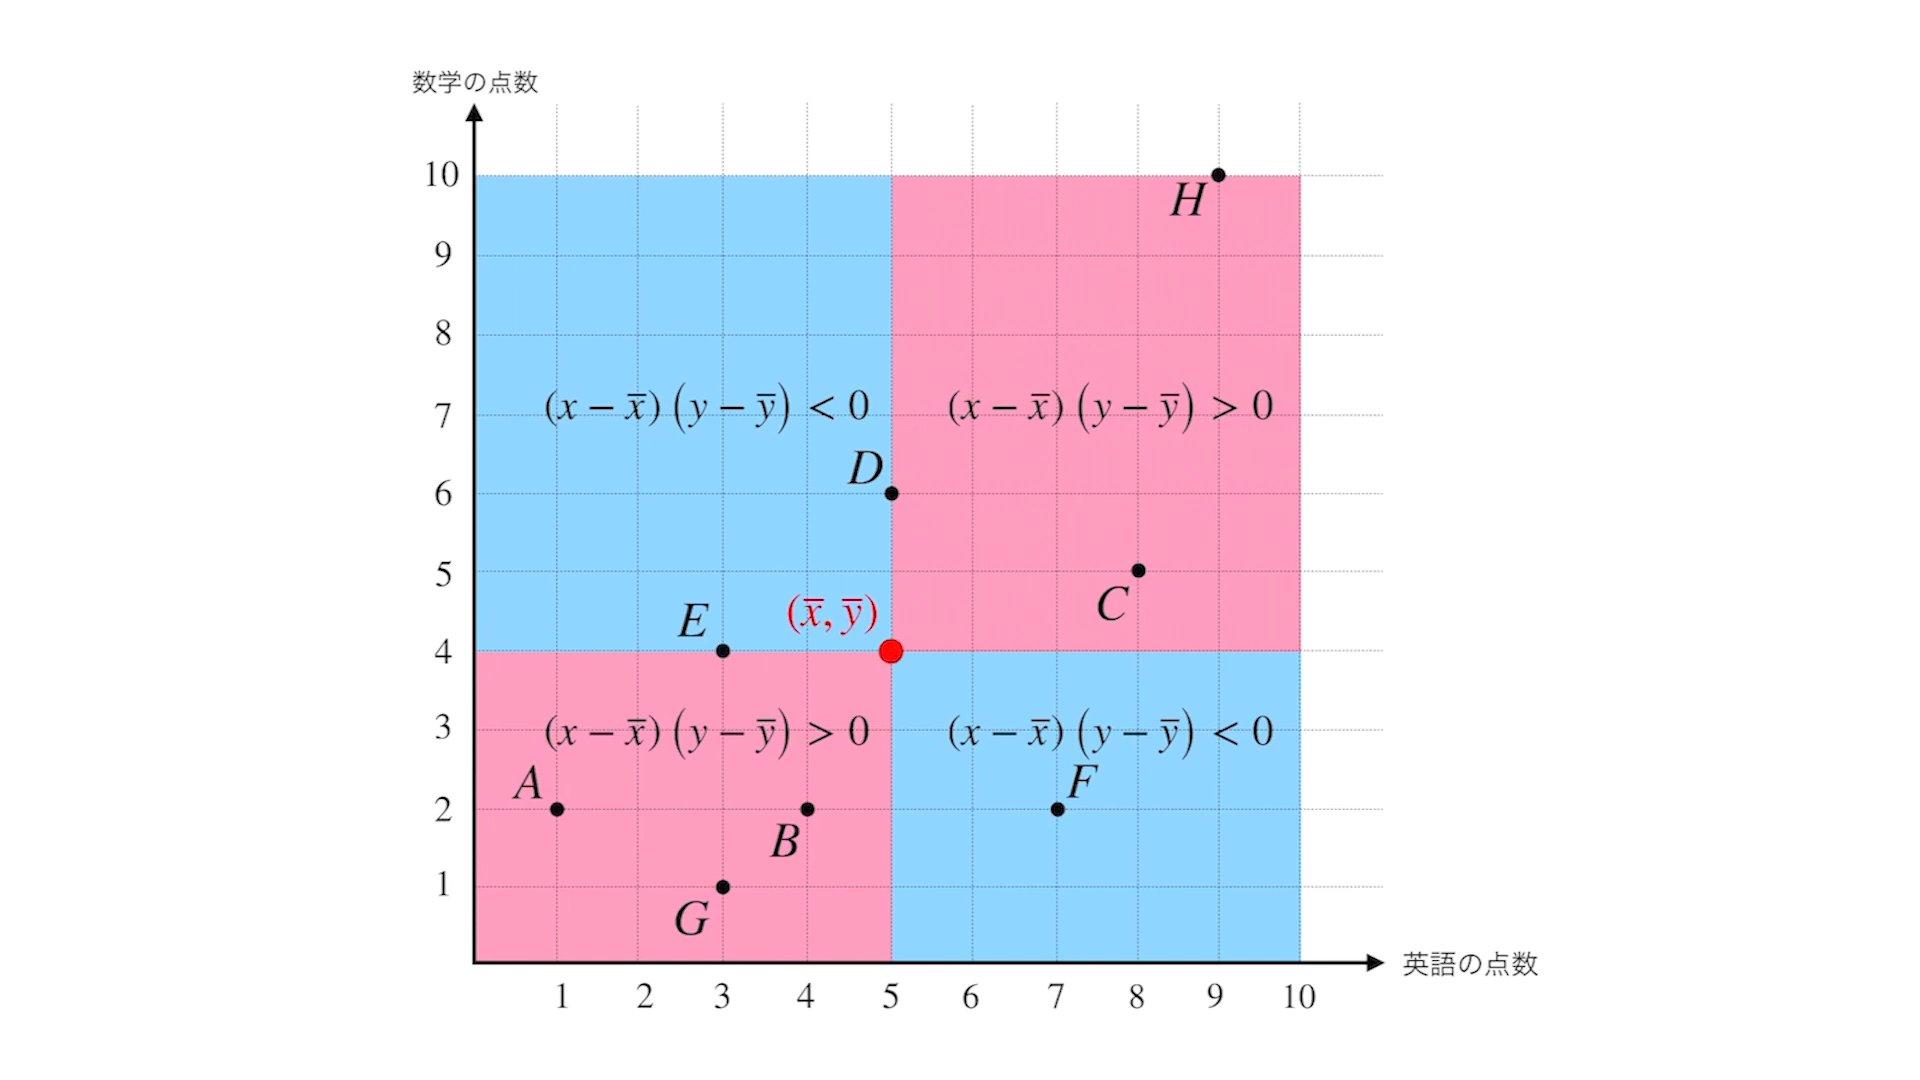 数学の点数
10
H
9
8
(x − x̅)(y − y̅) < 0
(x − x̅)(y − y̅) > 0
7
D
6
5
C
E
(x̅, y̅)
4
3
(x − x̅)(y − y̅) > 0
(x − x̅)(y − y̅) < 0
A
F
2
B
1
G
英語の点数
1 2 3 4 5 6 7 8 9 10